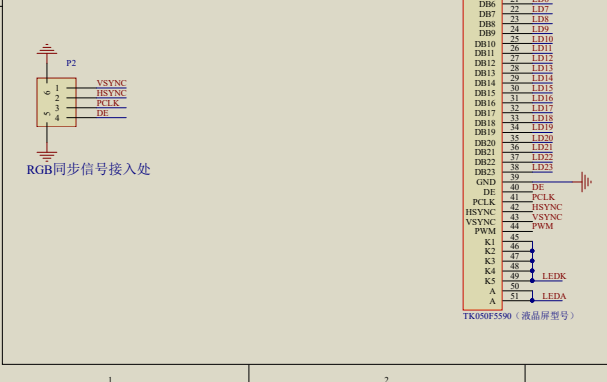 DB6 21 LD6
DB7 22 LD7
DB8 23 LD8
DB9 24 LD9
DB10 25 LD10
DB11 26 LD11
DB12 27 LD12
DB13 28 LD13
DB14 29 LD14
DB15 30 LD15
DB16 31 LD16
DB17 32 LD17
DB18 33 LD18
DB19 34 LD19
DB20 35 LD20
DB21 36 LD21
DB22 37 LD22
DB23 38 LD23
GND 39
DE 40 DE
PCLK 41 PCLK
HSYNC 42 HSYNC
VSYNC 43 VSYNC
PWM 44 PWM
K1 45
K2 46
K3 47
K4 48
K5 49 LEDK
A 50
A 51 LEDA
TK050F5590（液晶屏型号）
P2
1 VSYNC
2 HSYNC
3 PCLK
4 DE
6
5
RGB同步信号接入处
1 2